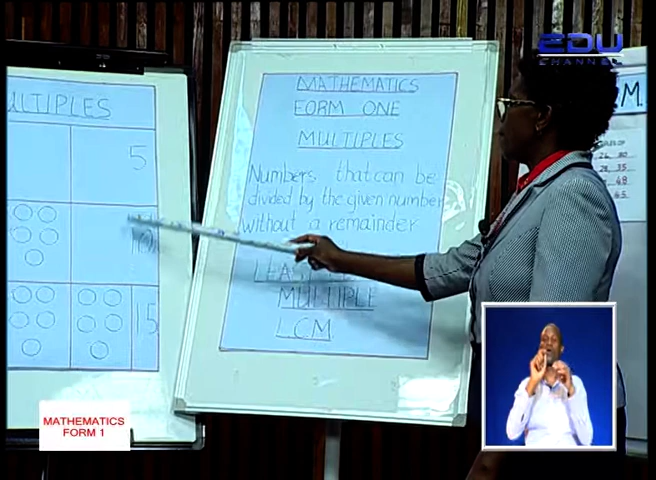 EDU
CHANNEL
MULTIPLES
5
10
15
MATHEMATICS
FORM ONE
MULTIPLES
Numbers that can be
divided by the given number
without a remainder
LEAST
MULTIPLE
LCM
MATHEMATICS
FORM 1